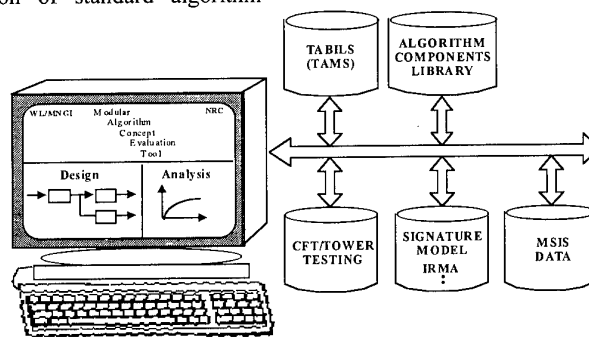 on of standard algorithm
WL/MNGI Modular NRC
Algorithm
Concept
Evaluation
Tool
Design
Analysis
TABILS
(TAMS)
ALGORITHM
COMPONENTS
LIBRARY
CFT/TOWER
TESTING
SIGNATURE
MODEL
IRMA
MSIS
DATA